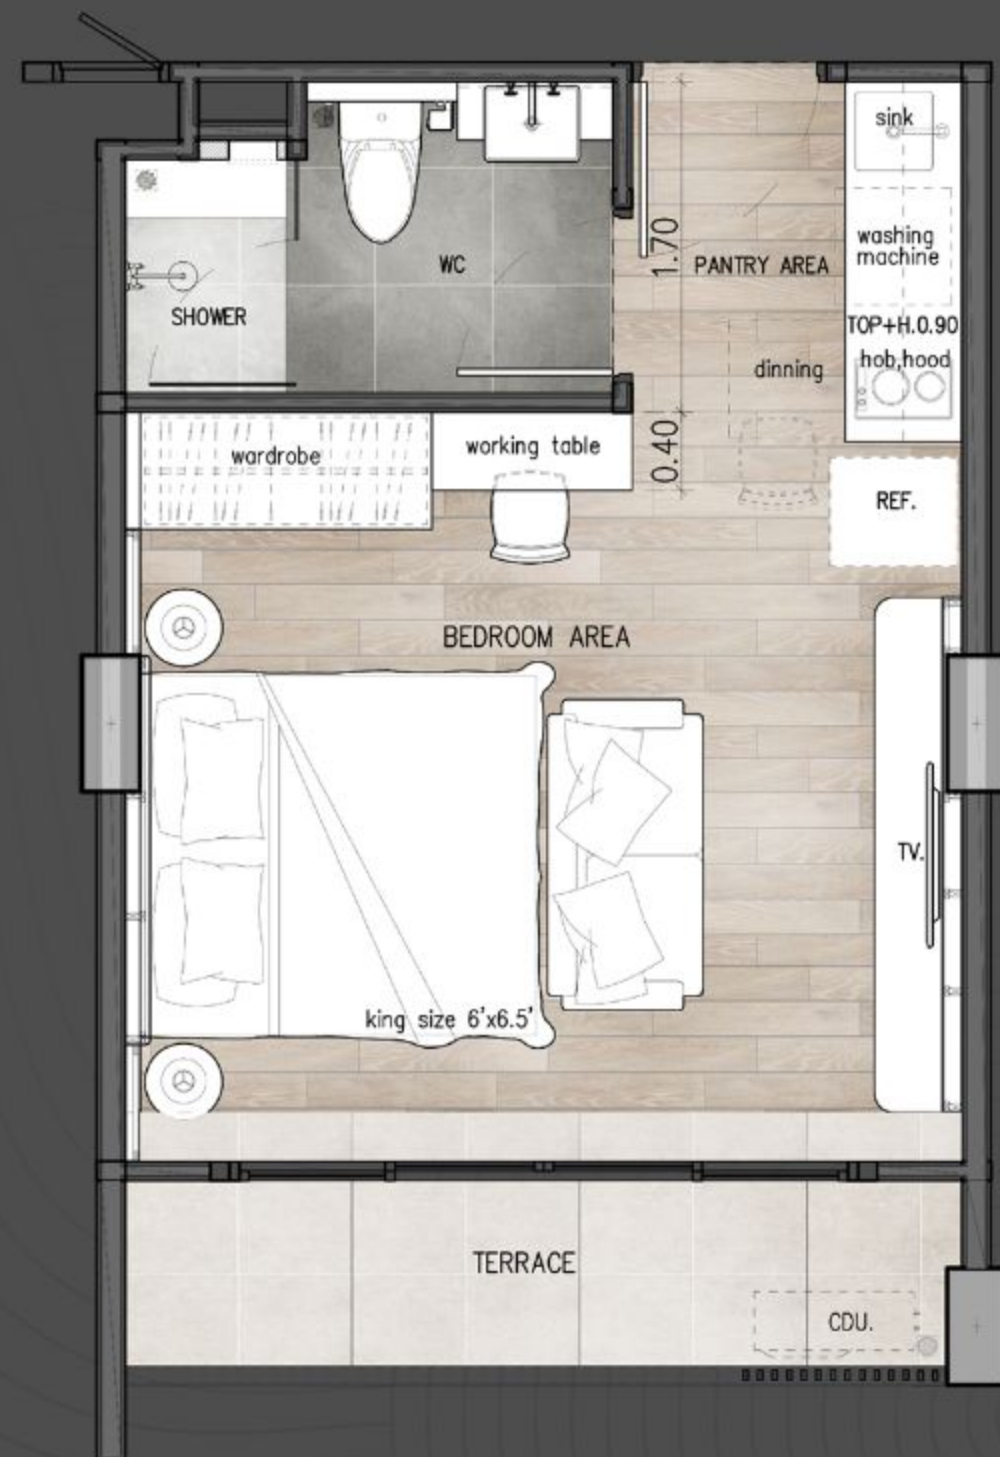 sink
washing
machine
WC
1.70
PANTRY AREA
SHOWER
TOP+H.0.90
hob,hood
dinning
wardrobe
working table
0.40
REF.
BEDROOM AREA
TV.
king size 6'x6.5'
TERRACE
CDU.